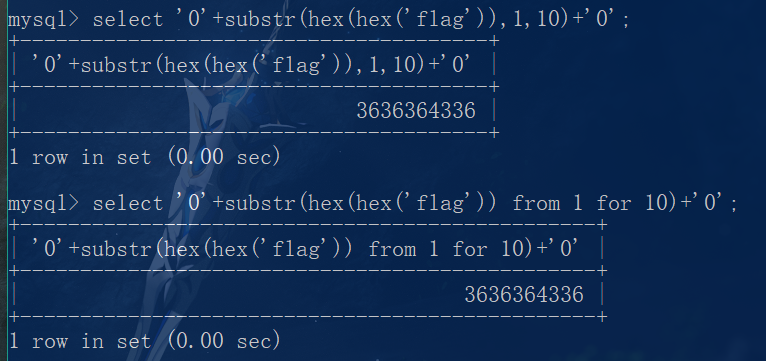 mysql> select '0'+substr(hex(hex('flag')),1,10)+'0';
+---------------------------------------+
| '0'+substr(hex(hex('flag')),1,10)+'0' |
+---------------------------------------+
|                            3636364336 |
+---------------------------------------+
1 row in set (0.00 sec)
mysql> select '0'+substr(hex(hex('flag')) from 1 for 10)+'0';
+------------------------------------------------+
| '0'+substr(hex(hex('flag')) from 1 for 10)+'0' |
+------------------------------------------------+
|                                     3636364336 |
+------------------------------------------------+
1 row in set (0.00 sec)